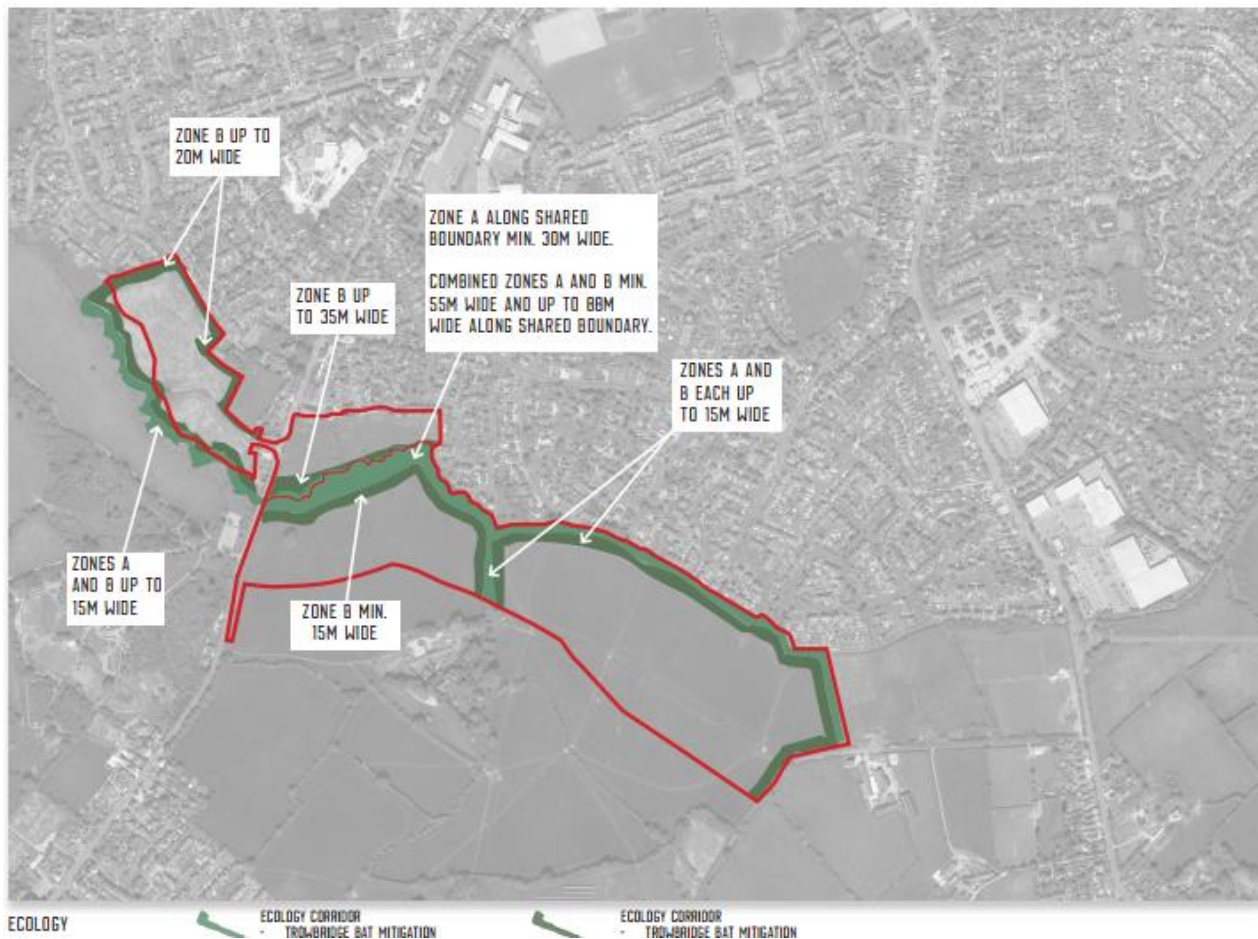 ZONE B UP TO
20M WIDE
ZONE A ALONG SHARED
BOUNDARY MIN. 30M WIDE.
COMBINED ZONES A AND B MIN.
55M WIDE AND UP TO 88M
WIDE ALONG SHARED BOUNDARY.
ZONE B UP
TO 35M WIDE
ZONES A AND
B EACH UP
TO 15M WIDE
ZONES A
AND B UP TO
15M WIDE
ZONE B MIN.
15M WIDE
ECOLOGY
ECOLOGY CORRIDOR
- TROWBRIDGE BAT MITIGATION
ECOLOGY CORRIDOR
- TROWBRIDGE BAT MITIGATION